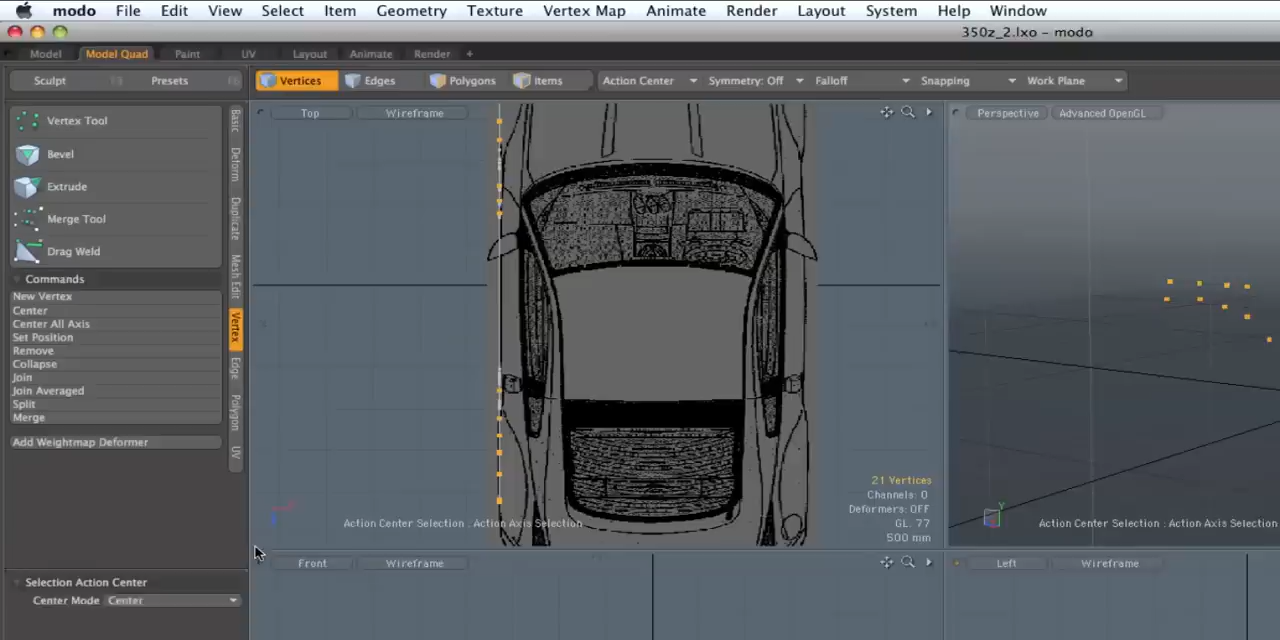 modo File Edit View Select Item Geometry Texture Vertex Map Animate Render Layout System Help Window
350z_2.lxo - modo
Model Model Quad Paint UV Layout Animate Render +
Sculpt Presets Vertices Edges Polygons Items Action Center Symmetry: Off Falloff Snapping Work Plane
Top Wireframe Perspective Advanced OpenGL
Vertex Tool
Bevel
Extrude
Merge Tool
Drag Weld
Commands
New Vertex
Center
Center All Axis
Set Position
Remove
Collapse
Join
Join Averaged
Split
Merge
Add Weightmap Deformer
Basic
Deform
Duplicate
Mesh Edit
Vertex
Edge
Polygon
UV
21 Vertices
Channels: 0
Deformers: OFF
GL: 77
500 mm
Action Center Selection : Action Axis Selection
Y
Action Center Selection : Action Axis Selection
Front Wireframe Left Wireframe
Selection Action Center
Center Mode Center